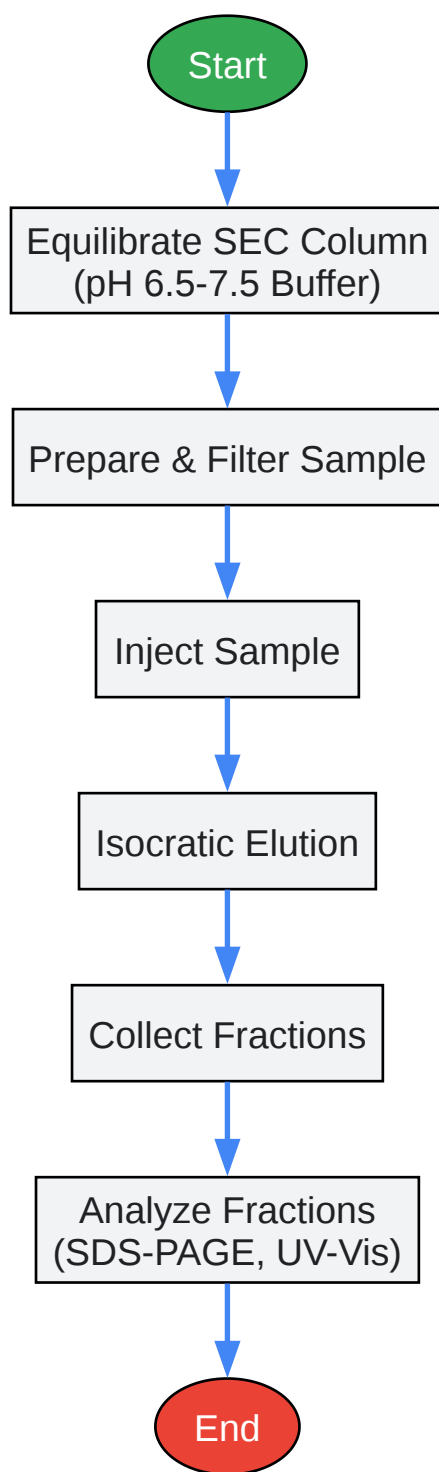 Start
Equilibrate SEC Column
(pH 6.5-7.5 Buffer)
Prepare & Filter Sample
Inject Sample
Isocratic Elution
Collect Fractions
Analyze Fractions
(SDS-PAGE, UV-Vis)
End